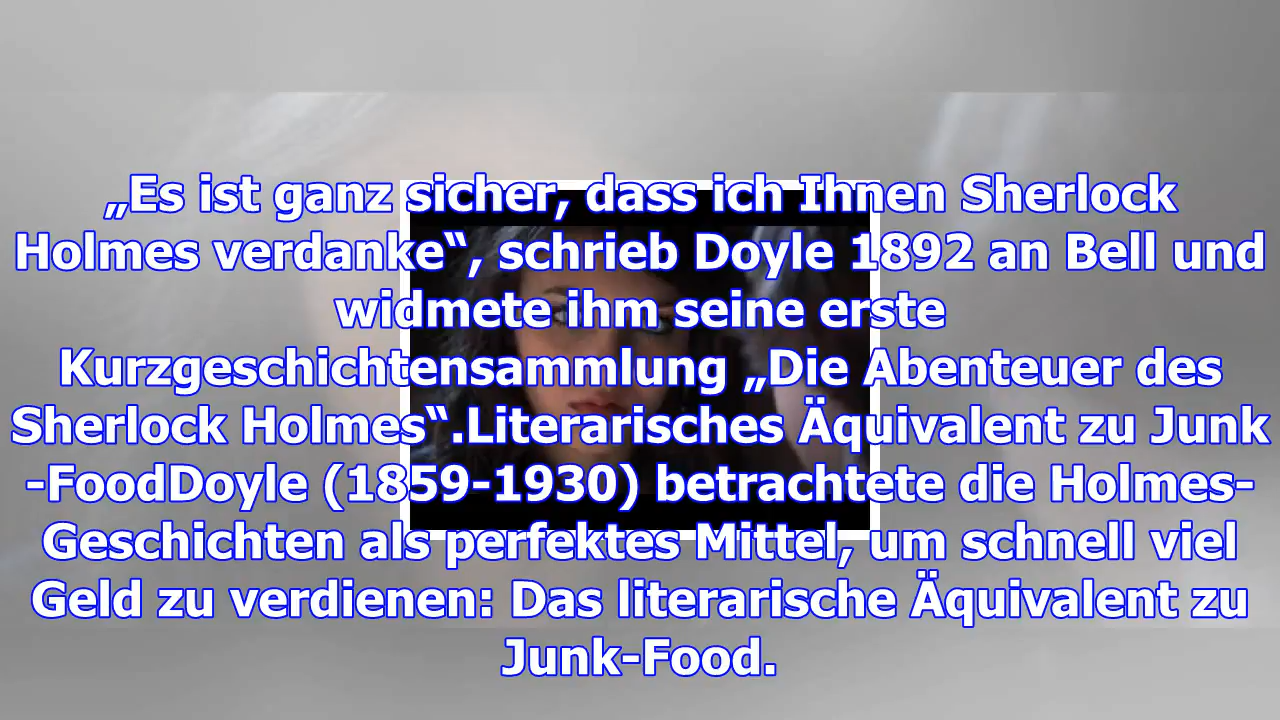 „Es ist ganz sicher, dass ich Ihnen Sherlock
Holmes verdanke“, schrieb Doyle 1892 an Bell und
widmete ihm seine erste
Kurzgeschichtensammlung „Die Abenteuer des
Sherlock Holmes“.Literarisches Äquivalent zu Junk
-FoodDoyle (1859-1930) betrachtete die Holmes-
Geschichten als perfektes Mittel, um schnell viel
Geld zu verdienen: Das literarische Äquivalent zu
Junk-Food.